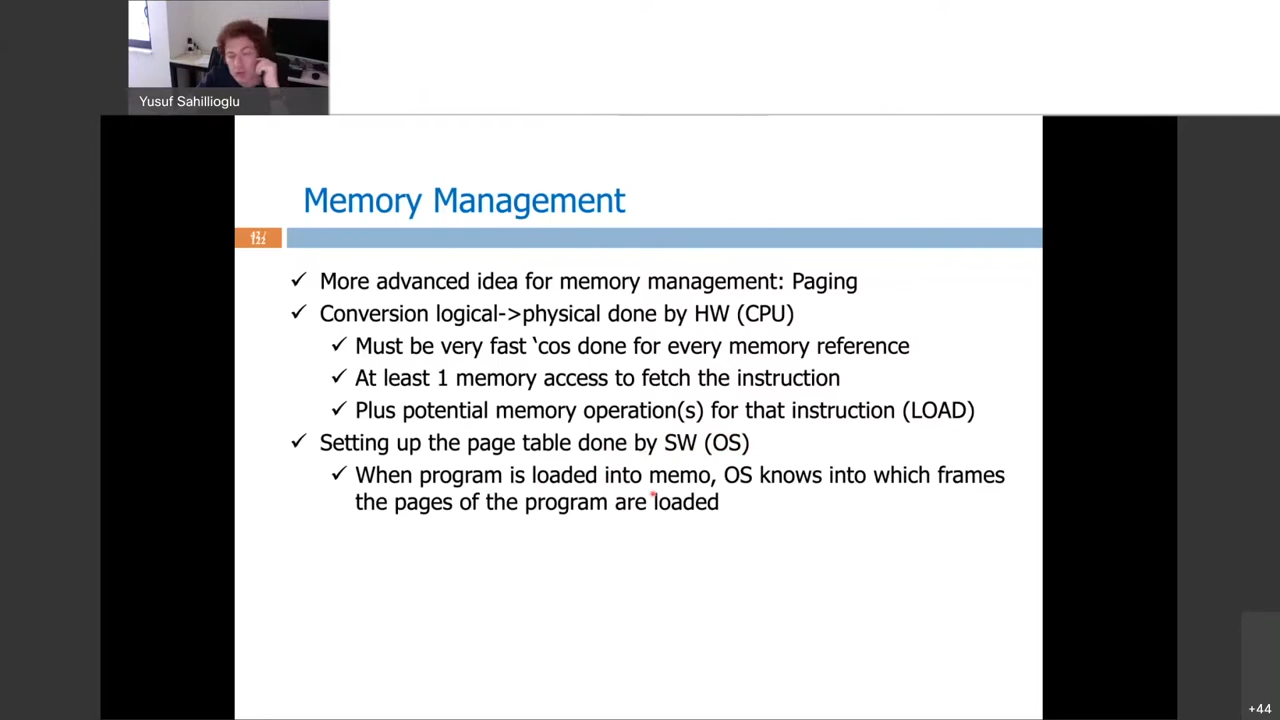 Yusuf Sahillioglu
Memory Management
42 /
122
✓ More advanced idea for memory management: Paging
✓ Conversion logical->physical done by HW (CPU)
✓ Must be very fast ‘cos done for every memory reference
✓ At least 1 memory access to fetch the instruction
✓ Plus potential memory operation(s) for that instruction (LOAD)
✓ Setting up the page table done by SW (OS)
✓ When program is loaded into memo, OS knows into which frames
the pages of the program are loaded
+44